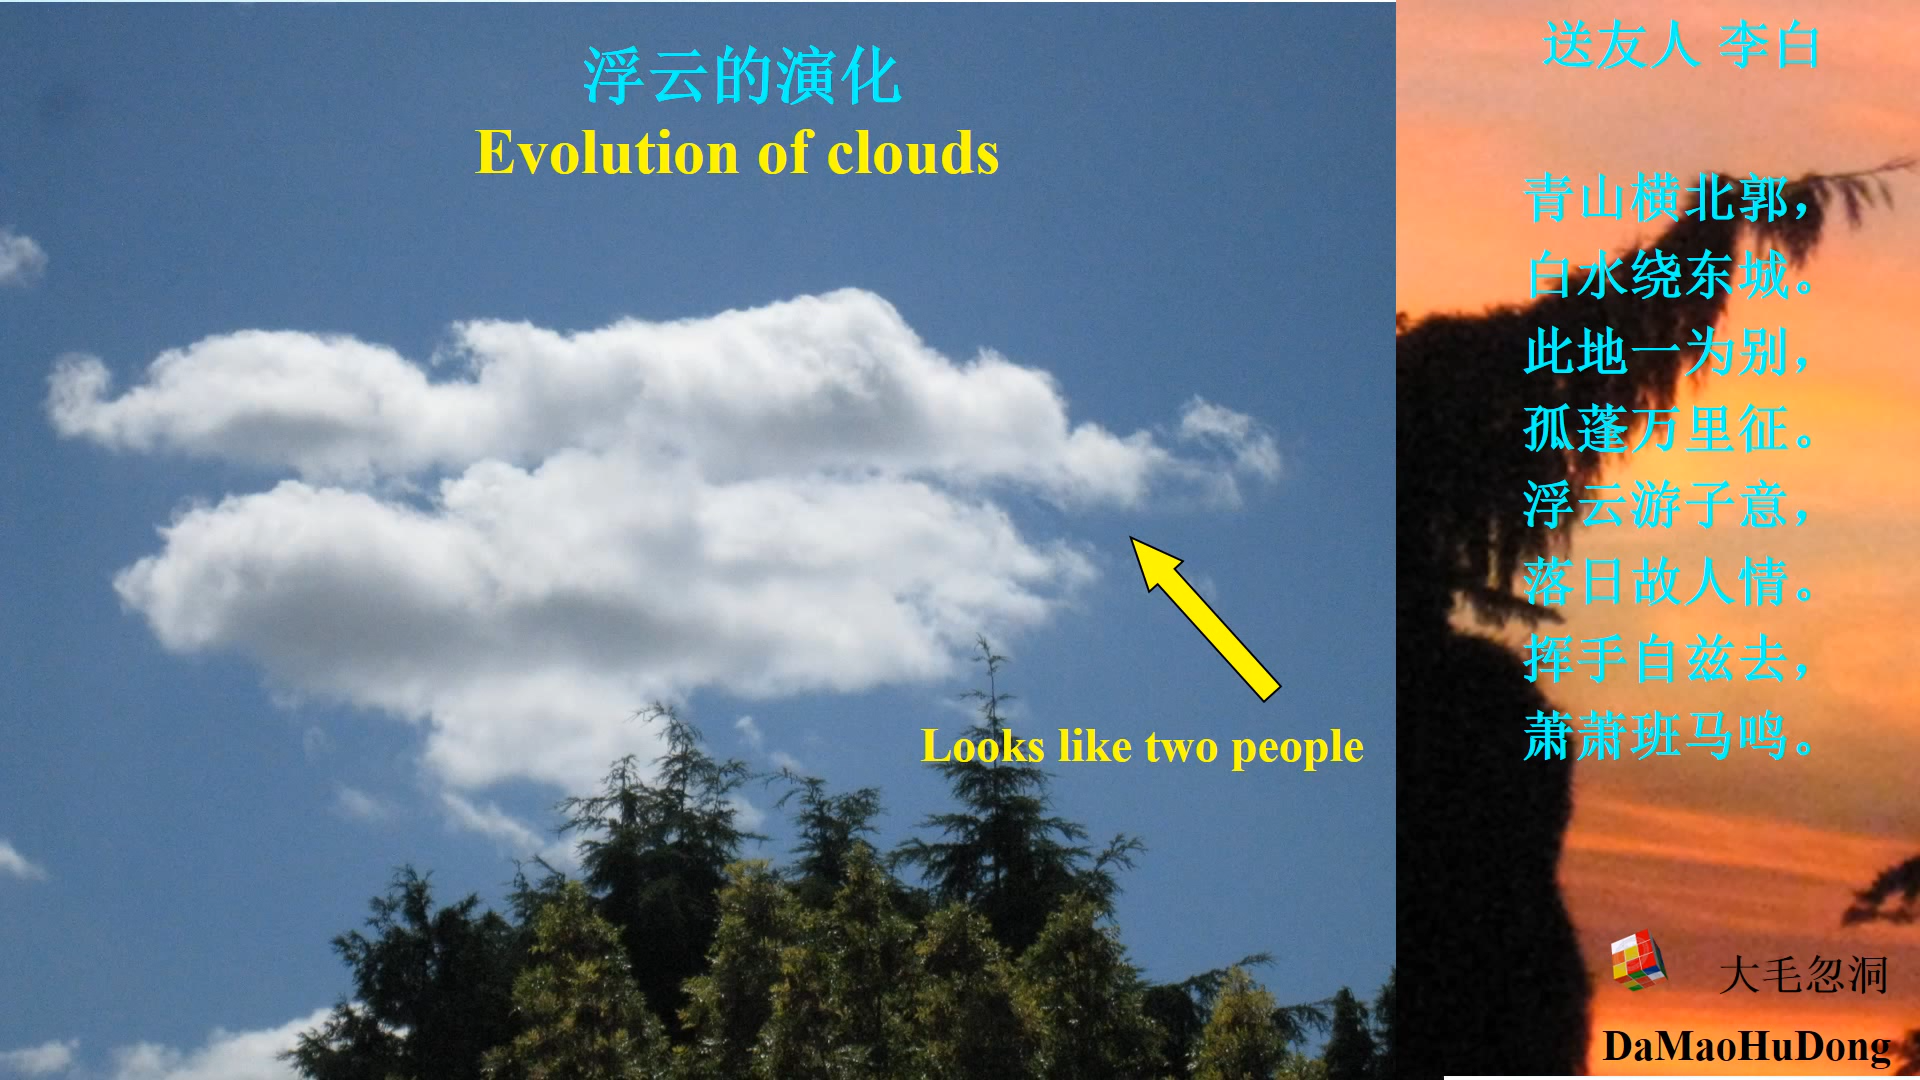 浮云的演化
Evolution of clouds
Looks like two people
送友人 李白
青山横北郭，
白水绕东城。
此地一为别，
孤蓬万里征。
浮云游子意，
落日故人情。
挥手自兹去，
萧萧班马鸣。
大毛忽洞
DaMaoHuDong